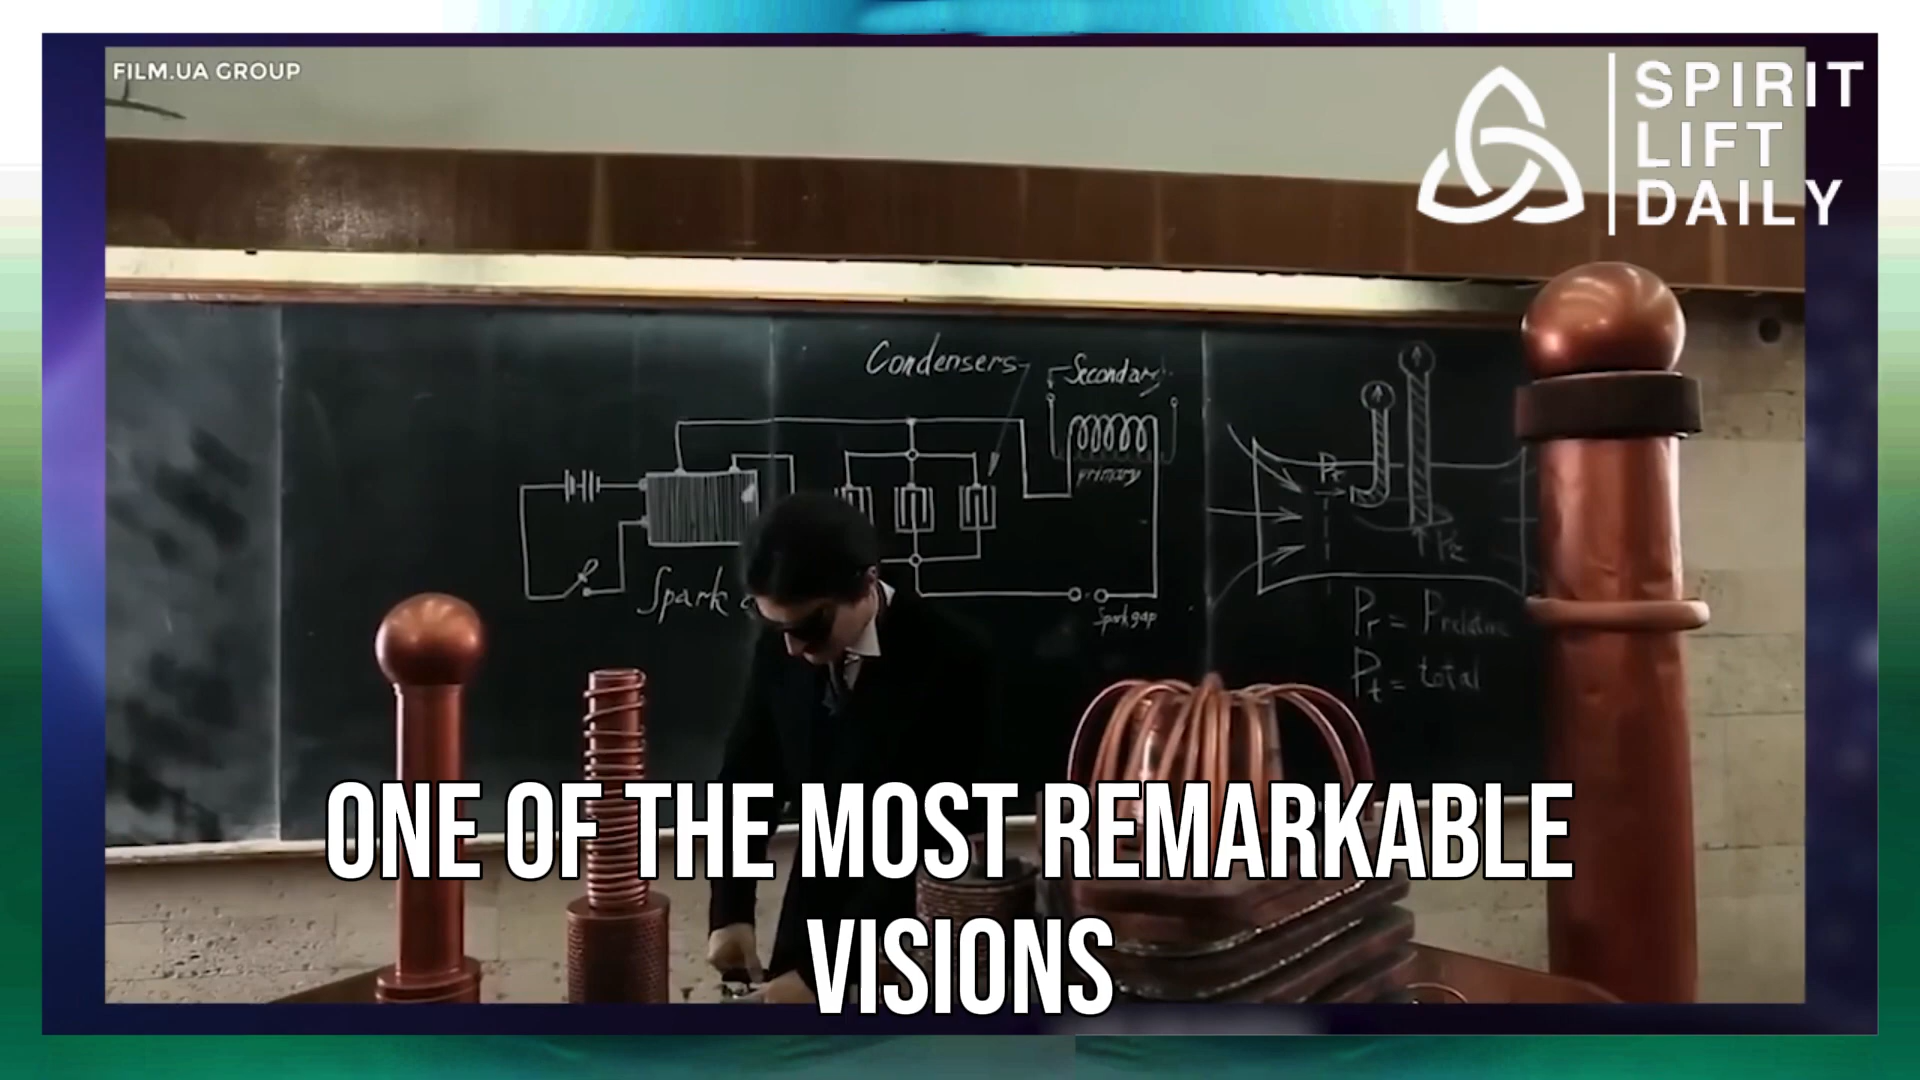 FILM.UA GROUP
SPIRIT
LIFT
DAILY
Condensers
Secondary
primary
Pr
Spark
Spark gap
Pr =
Pt = total
ONE OF THE MOST REMARKABLE
VISIONS